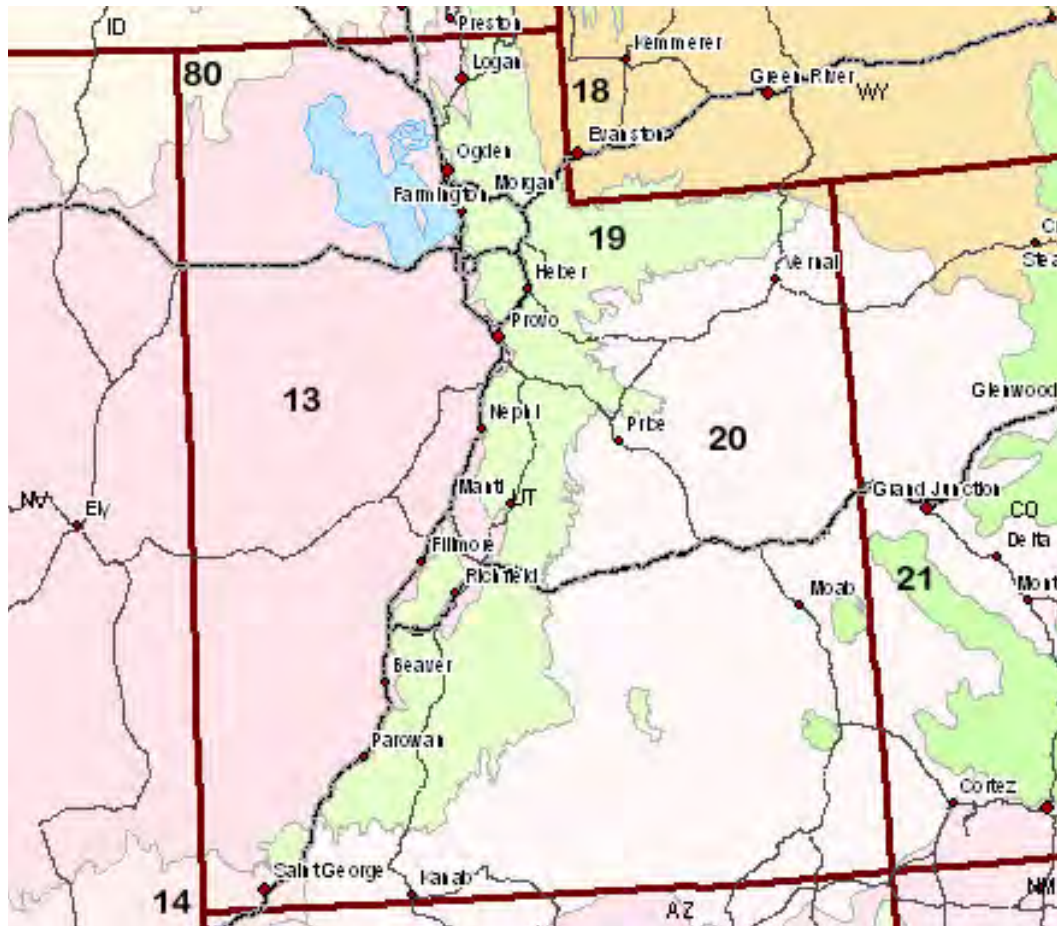 ID
Preston
Kemmerer
Logan
80
18
Green River
WY
Evanston
Ogden
Morgan
Farmington
19
Vernal
Heber
Provo
13
Glenwood
Nephi
Price
20
Manti
UT
Grand Junction
NV
Ely
CO
Delta
Fillmore
Richfield
21
Moab
Mont
Beaver
Parowan
Cortez
Saint George
Kanab
14
AZ
NM